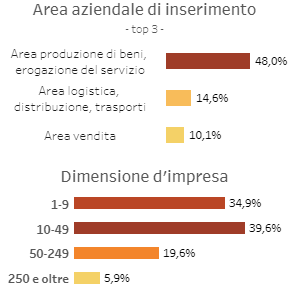 Area aziendale di inserimento
- top 3 -
Area produzione di beni,
erogazione del servizio
48,0%
Area logistica,
distribuzione, trasporti
14,6%
Area vendita
10,1%
Dimensione d’impresa
1-9
34,9%
10-49
39,6%
50-249
19,6%
250 e oltre
5,9%